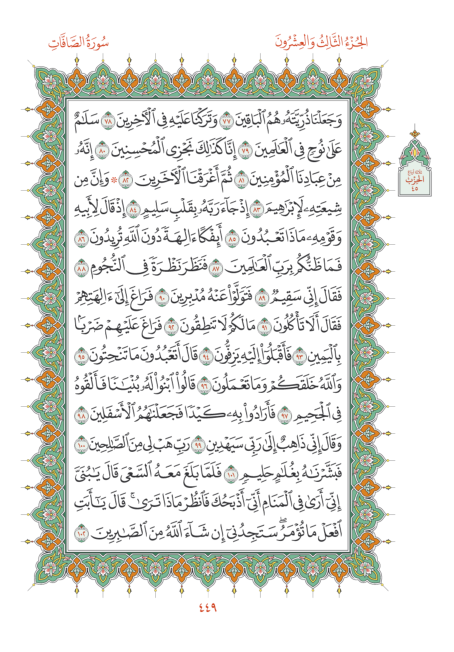 سُورَةُ الصَّافَّاتِ
الجُزْءُ الثَّالِثُ وَالعِشْرُونَ
وَجَعَلْنَا ذُرِّيَّتَهُۥ هُمُ ٱلْبَاقِينَ ٧٧ وَتَرَكْنَا عَلَيْهِ فِى ٱلْأَخِرِينَ ٧٨ سَلَٰمٌ
عَلَىٰ نُوحٍ فِى ٱلْعَٰلَمِينَ ٧٩ إِنَّا كَذَٰلِكَ نَجْزِى ٱلْمُحْسِنِينَ ٨٠ إِنَّهُۥ
مِنْ عِبَادِنَا ٱلْمُؤْمِنِينَ ٨١ ثُمَّ أَغْرَقْنَا ٱلْأَخَرِينَ ٨٢ ۞ وَإِنَّ مِن
شِيعَتِهِۦ لَإِبْرَٰهِيمَ ٨٣ إِذْ جَآءَ رَبَّهُۥ بِقَلْبٍ سَلِيمٍ ٨٤ إِذْ قَالَ لِأَبِيهِ
وَقَوْمِهِۦ مَاذَا تَعْبُدُونَ ٨٥ أَئِفْكًا ءَالِهَةً دُونَ ٱللَّهِ تُرِيدُونَ ٨٦
فَمَا ظَنُّكُم بِرَبِّ ٱلْعَٰلَمِينَ ٨٧ فَنَظَرَ نَظْرَةً فِى ٱلنُّجُومِ ٨٨
فَقَالَ إِنِّى سَقِيمٌ ٨٩ فَتَوَلَّوْا۟ عَنْهُ مُدْبِرِينَ ٩٠ فَرَاغَ إِلَىٰٓ ءَالِهَتِهِمْ
فَقَالَ أَلَا تَأْكُلُونَ ٩١ مَا لَكُمْ لَا تَنطِقُونَ ٩٢ فَرَاغَ عَلَيْهِمْ ضَرْبًۢا
بِٱلْيَمِينِ ٩٣ فَأَقْبَلُوٓا۟ إِلَيْهِ يَزِفُّونَ ٩٤ قَالَ أَتَعْبُدُونَ مَا تَنْحِتُونَ ٩٥
وَٱللَّهُ خَلَقَكُمْ وَمَا تَعْمَلُونَ ٩٦ قَالُوا۟ ٱبْنُوا۟ لَهُۥ بُنْيَٰنًا فَأَلْقُوهُ
فِى ٱلْجَحِيمِ ٩٧ فَأَرَادُوا۟ بِهِۦ كَيْدًا فَجَعَلْنَٰهُمُ ٱلْأَسْفَلِينَ ٩٨
وَقَالَ إِنِّى ذَاهِبٌ إِلَىٰ رَبِّى سَيَهْدِينِ ٩٩ رَبِّ هَبْ لِى مِنَ ٱلصَّٰلِحِينَ ١٠٠
فَبَشَّرْنَٰهُ بِغُلَٰمٍ حَلِيمٍ ١٠١ فَلَمَّا بَلَغَ مَعَهُ ٱلسَّعْىَ قَالَ يَٰبُنَىَّ
إِنِّىٓ أَرَىٰ فِى ٱلْمَنَامِ أَنِّىٓ أَذْبَحُكَ فَٱنظُرْ مَاذَا تَرَىٰ ۚ قَالَ يَٰٓأَبَتِ
ٱفْعَلْ مَا تُؤْمَرُ ۖ سَتَجِدُنِىٓ إِن شَآءَ ٱللَّهُ مِنَ ٱلصَّٰبِرِينَ ١٠٢
الحِزْبُ
٤٥
٤٤٩